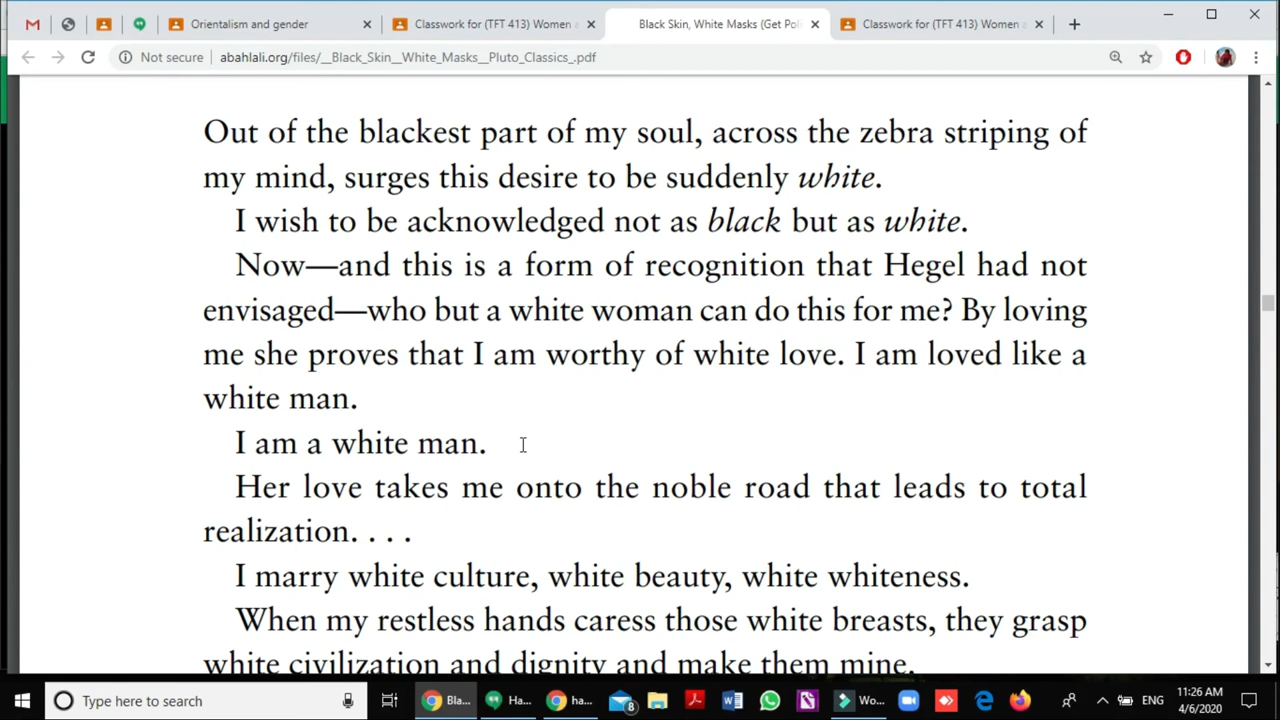 Orientalism and gender
Classwork for (TFT 413) Women a
Black Skin, White Masks (Get Poli
Classwork for (TFT 413) Women a
Not secure
abahlali.org/files/__Black_Skin__White_Masks__Pluto_Classics_.pdf
Out of the blackest part of my soul, across the zebra striping of
my mind, surges this desire to be suddenly white.
I wish to be acknowledged not as black but as white.
Now—and this is a form of recognition that Hegel had not
envisaged—who but a white woman can do this for me? By loving
me she proves that I am worthy of white love. I am loved like a
white man.
I am a white man.
Her love takes me onto the noble road that leads to total
realization. . . .
I marry white culture, white beauty, white whiteness.
When my restless hands caress those white breasts, they grasp
white civilization and dignity and make them mine.
Type here to search
Bla...
Ha...
ha...
8
Wo...
ENG
11:26 AM
4/6/2020